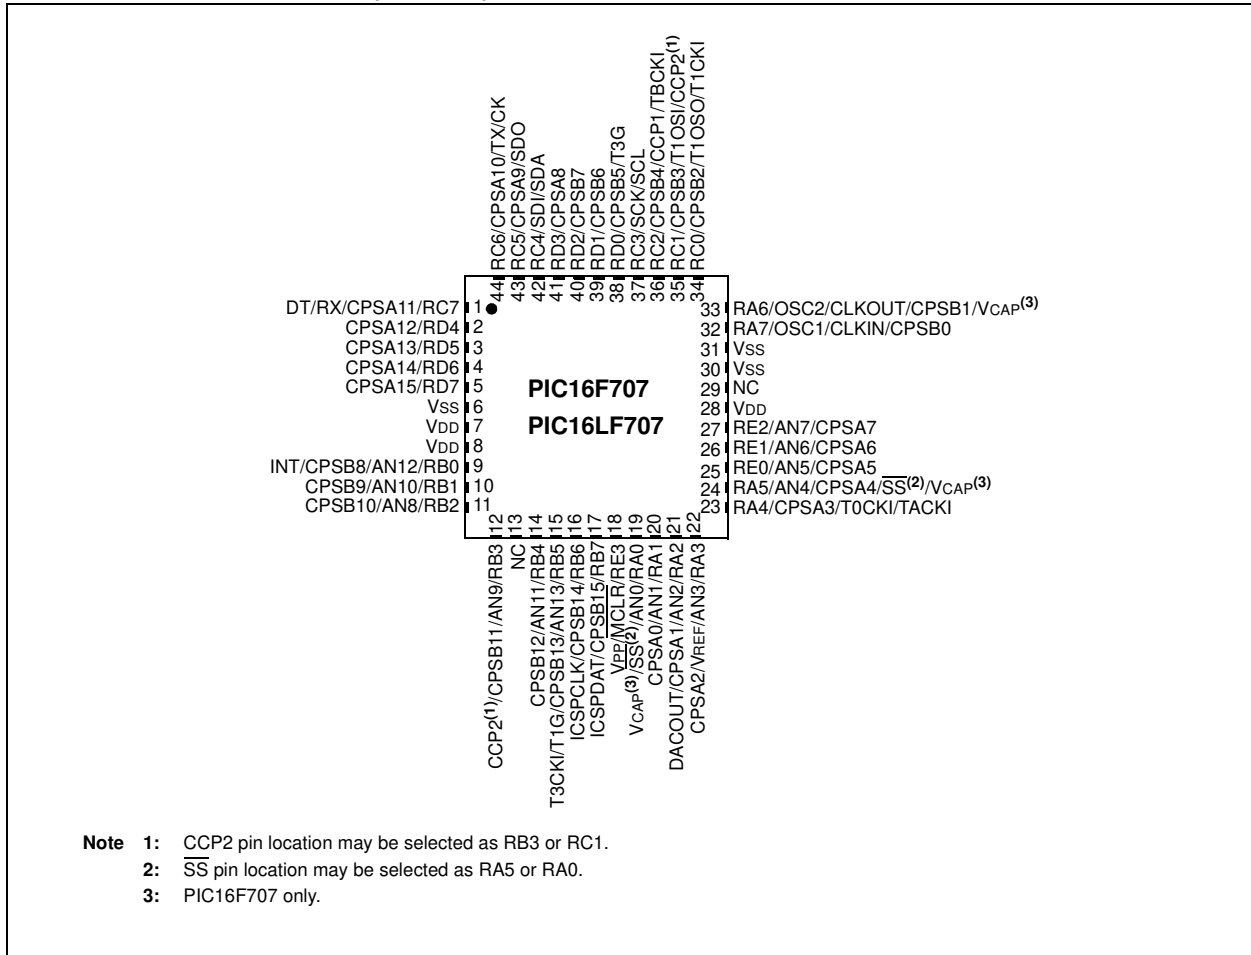 44 RC6/CPSA10/TX/CK
43 RC5/CPSA9/SDO
42 RC4/SDI/SDA
41 RD3/CPSA8
40 RD2/CPSB7
39 RD1/CPSB6
38 RD0/CPSB5/T3G
37 RC3/SCK/SCL
36 RC2/CPSB4/CCP1/TBCKI
35 RC1/CPSB3/T1OSI/CCP2(1)
34 RC0/CPSB2/T1OSO/T1CKI
DT/RX/CPSA11/RC7 1
CPSA12/RD4 2
CPSA13/RD5 3
CPSA14/RD6 4
CPSA15/RD7 5
VSS 6
VDD 7
VDD 8
INT/CPSB8/AN12/RB0 9
CPSB9/AN10/RB1 10
CPSB10/AN8/RB2 11
PIC16F707
PIC16LF707
33 RA6/OSC2/CLKOUT/CPSB1/VCAP(3)
32 RA7/OSC1/CLKIN/CPSB0
31 VSS
30 VSS
29 NC
28 VDD
27 RE2/AN7/CPSA7
26 RE1/AN6/CPSA6
25 RE0/AN5/CPSA5
24 RA5/AN4/CPSA4/SS(2)/VCAP(3)
23 RA4/CPSA3/T0CKI/TACKI
CCP2(1)/CPSB11/AN9/RB3 12
NC 13
CPSB12/AN11/RB4 14
T3CKI/T1G/CPSB13/AN13/RB5 15
ICSPCLK/CPSB14/RB6 16
ICSPDAT/CPSB15/RB7 17
VPP/MCLR/RE3 18
VCAP(3)/SS(2)/AN0/RA0 19
CPSA0/AN1/RA1 20
DACOUT/CPSA1/AN2/RA2 21
CPSA2/VREF/AN3/RA3 22
Note 1: CCP2 pin location may be selected as RB3 or RC1.
2: SS pin location may be selected as RA5 or RA0.
3: PIC16F707 only.